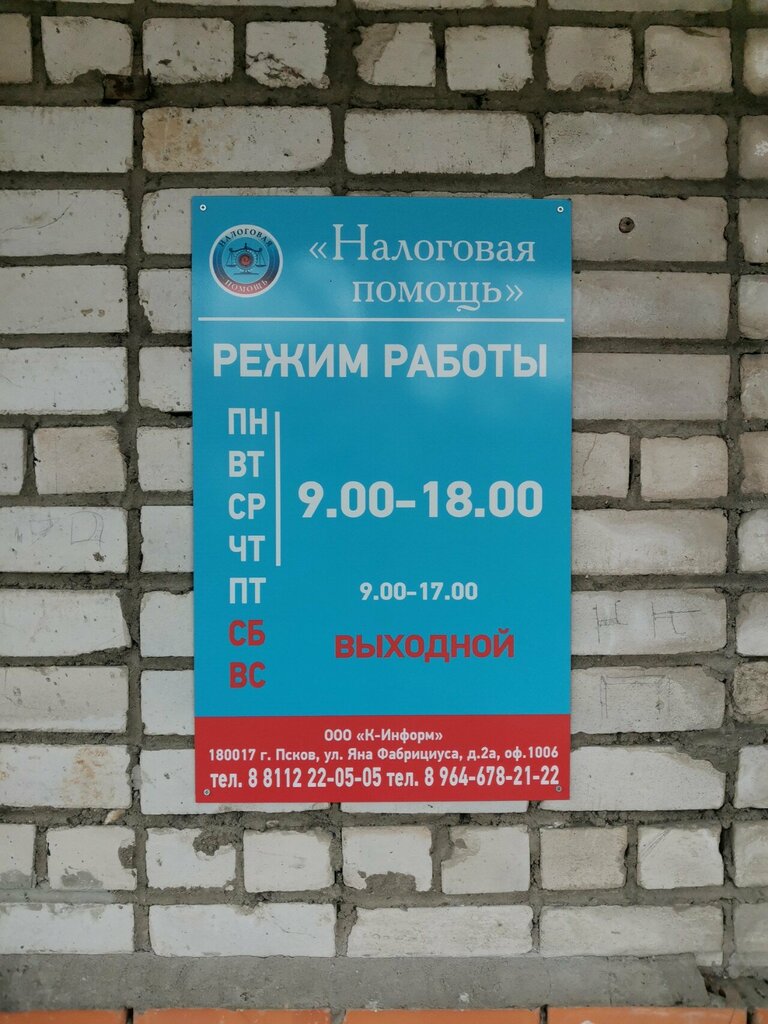 НАЛОГОВАЯ
ПОМОЩЬ
«Налоговая
помощь»
РЕЖИМ РАБОТЫ
ПН
ВТ
СР
9.00-18.00
ЧТ
ПТ 9.00-17.00
СБ
ВЫХОДНОЙ
ВС
ООО «К-Информ»
180017 г. Псков, ул. Яна Фабрициуса, д.2а, оф.1006
тел. 8 8112 22-05-05 тел. 8 964-678-21-22